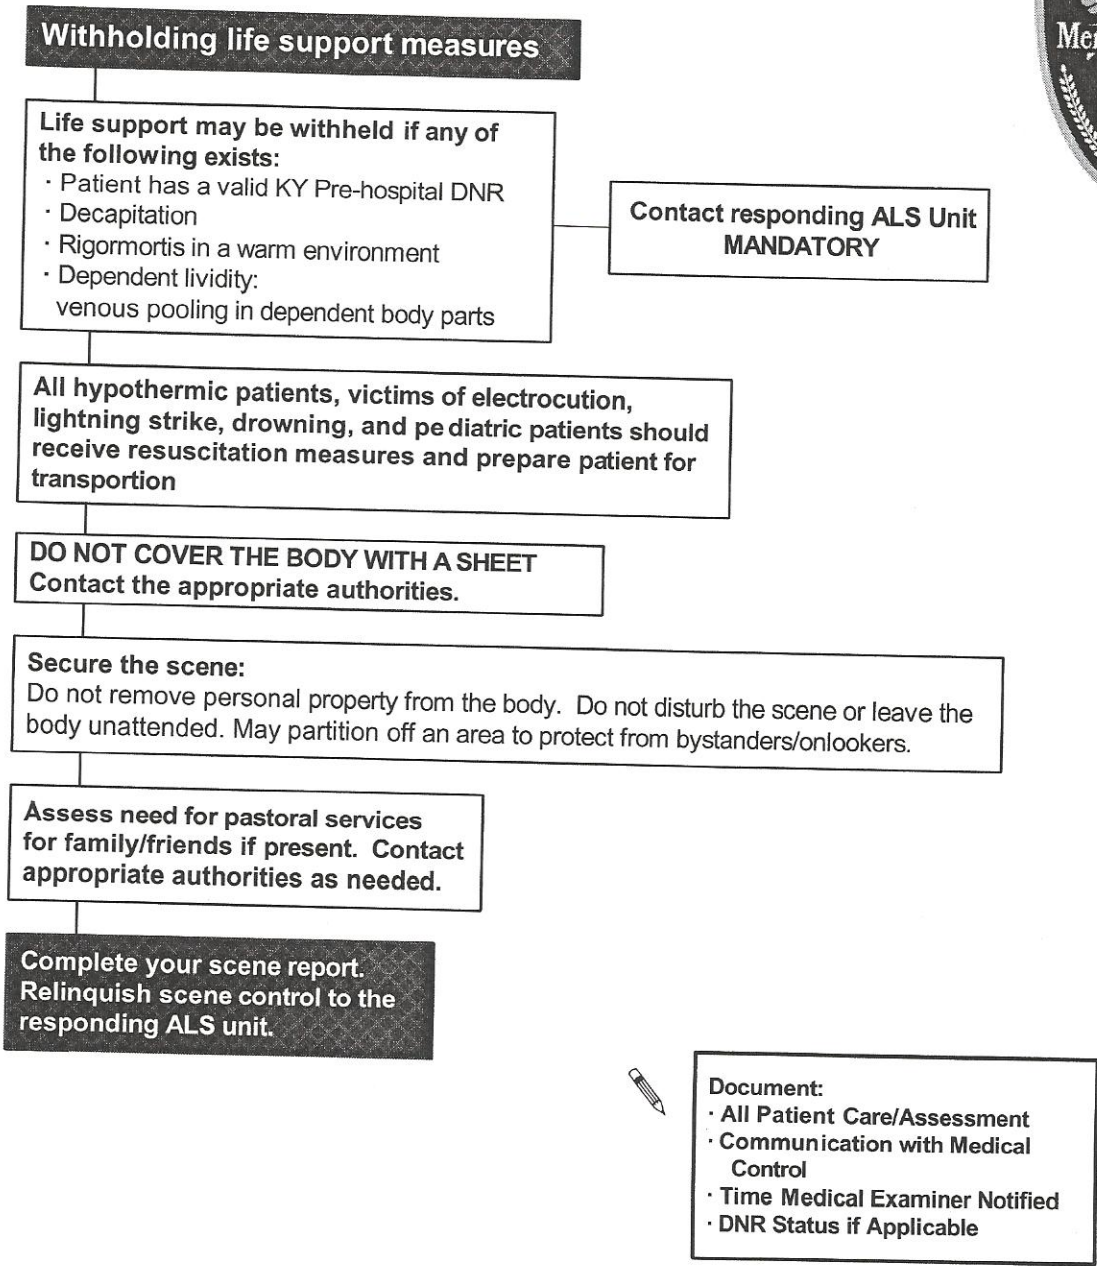 Withholding life support measures
Life support may be withheld if any of
the following exists:
· Patient has a valid KY Pre-hospital DNR
· Decapitation
· Rigormortis in a warm environment
· Dependent lividity:
venous pooling in dependent body parts
Contact responding ALS Unit
MANDATORY
All hypothermic patients, victims of electrocution,
lightning strike, drowning, and pediatric patients should
receive resuscitation measures and prepare patient for
transportion
DO NOT COVER THE BODY WITH A SHEET
Contact the appropriate authorities.
Secure the scene:
Do not remove personal property from the body. Do not disturb the scene or leave the
body unattended. May partition off an area to protect from bystanders/onlookers.
Assess need for pastoral services
for family/friends if present. Contact
appropriate authorities as needed.
Complete your scene report.
Relinquish scene control to the
responding ALS unit.
Document:
· All Patient Care/Assessment
· Communication with Medical
Control
· Time Medical Examiner Notified
· DNR Status if Applicable